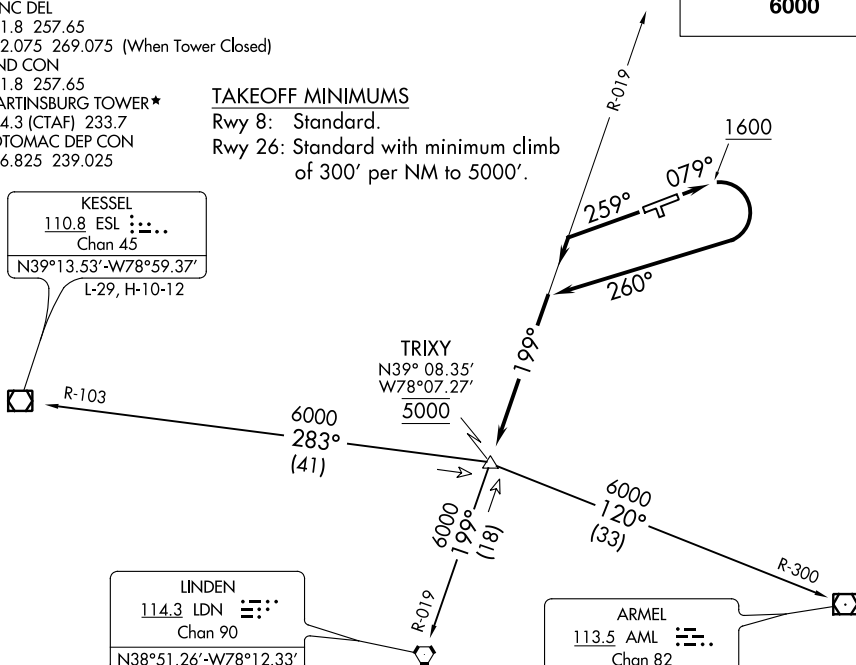 NC DEL
1.8 257.65
2.075 269.075 (When Tower Closed)
ND CON
1.8 257.65
ARTINSBURG TOWER★
4.3 (CTAF) 233.7
OTOMAC DEP CON
6.825 239.025
6000
TAKEOFF MINIMUMS
Rwy 8: Standard.
Rwy 26: Standard with minimum climb
of 300' per NM to 5000'.
R-019
1600
079°
259°
260°
199°
KESSEL
110.8 ESL
Chan 45
N39°13.53'-W78°59.37'
L-29, H-10-12
TRIXY
N39° 08.35'
W78°07.27'
5000
R-103
6000
283°
(41)
6000
199°
(18)
R-019
6000
120°
(33)
R-300
LINDEN
114.3 LDN
Chan 90
N38°51.26'-W78°12.33'
ARMEL
113.5 AML
Chan 82